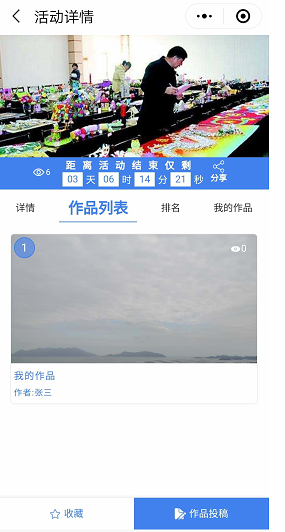 活动详情
距离活动结束仅剩
6
03 天 06 时 14 分 21 秒
分享
详情 作品列表 排名 我的作品
1
0
我的作品
作者:张三
收藏 作品投稿